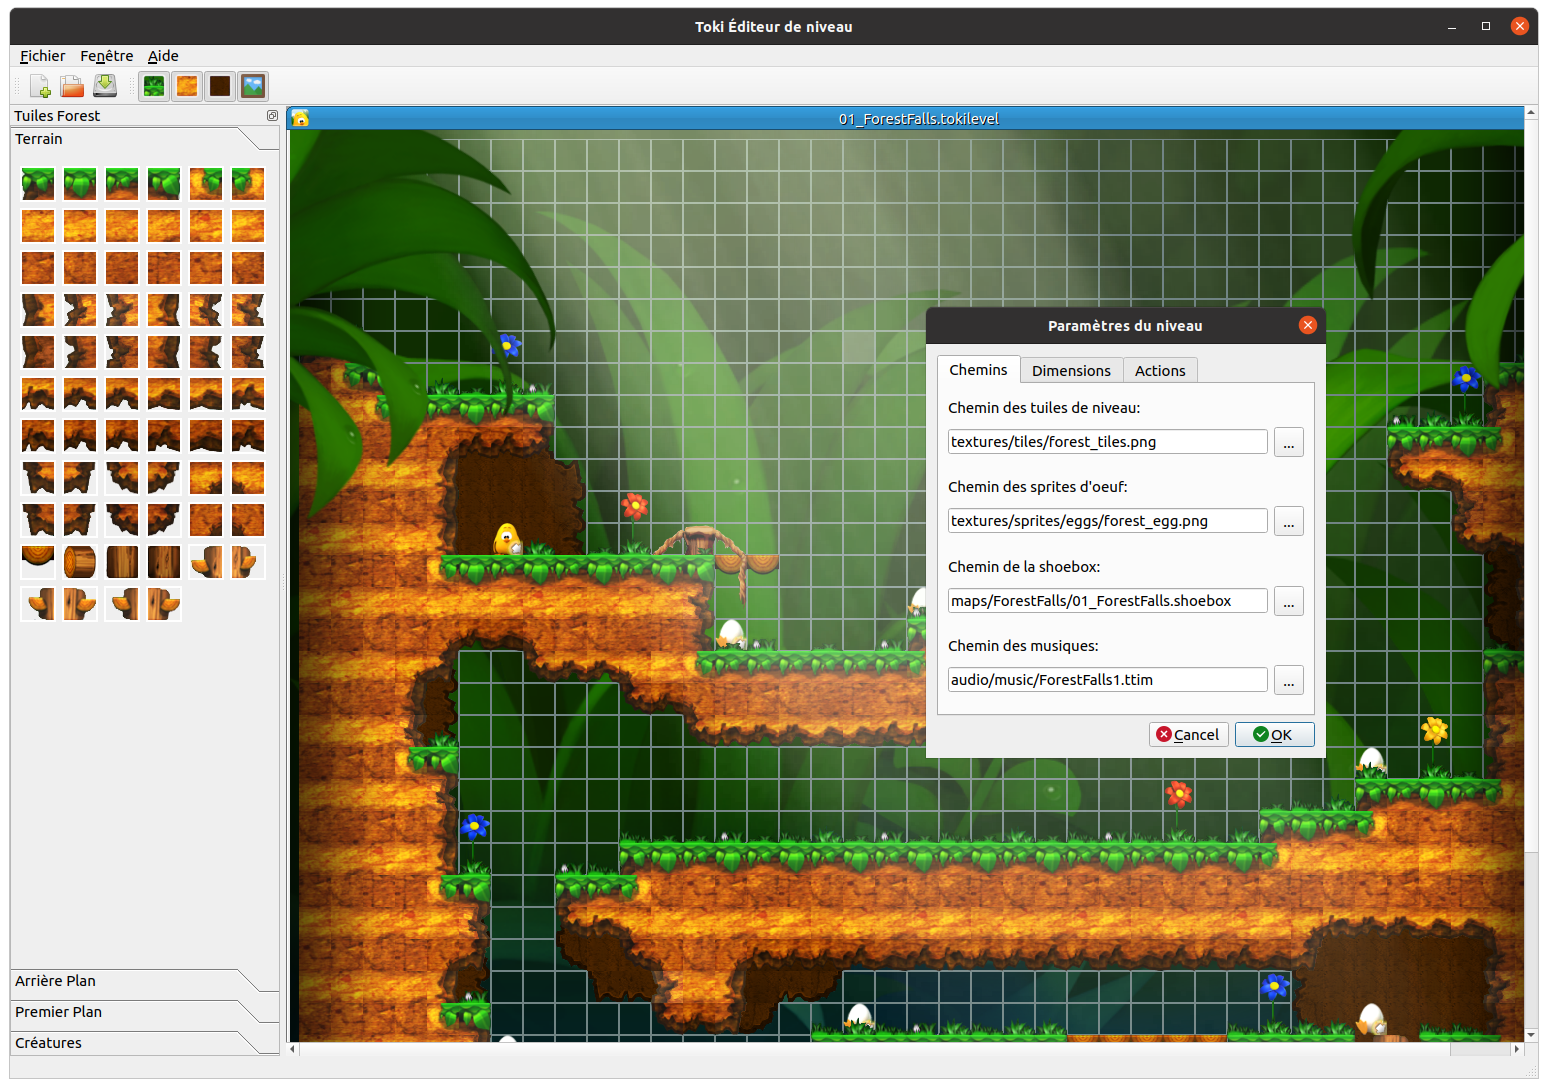 Toki Éditeur de niveau
Fichier Fenêtre Aide
Tuiles Forest
Terrain
01_ForestFalls.tokilevel
Paramètres du niveau
Chemins Dimensions Actions
Chemin des tuiles de niveau:
textures/tiles/forest_tiles.png ...
Chemin des sprites d'oeuf:
textures/sprites/eggs/forest_egg.png ...
Chemin de la shoebox:
maps/ForestFalls/01_ForestFalls.shoebox ...
Chemin des musiques:
audio/music/ForestFalls1.ttim ...
Cancel OK
Arrière Plan
Premier Plan
Créatures